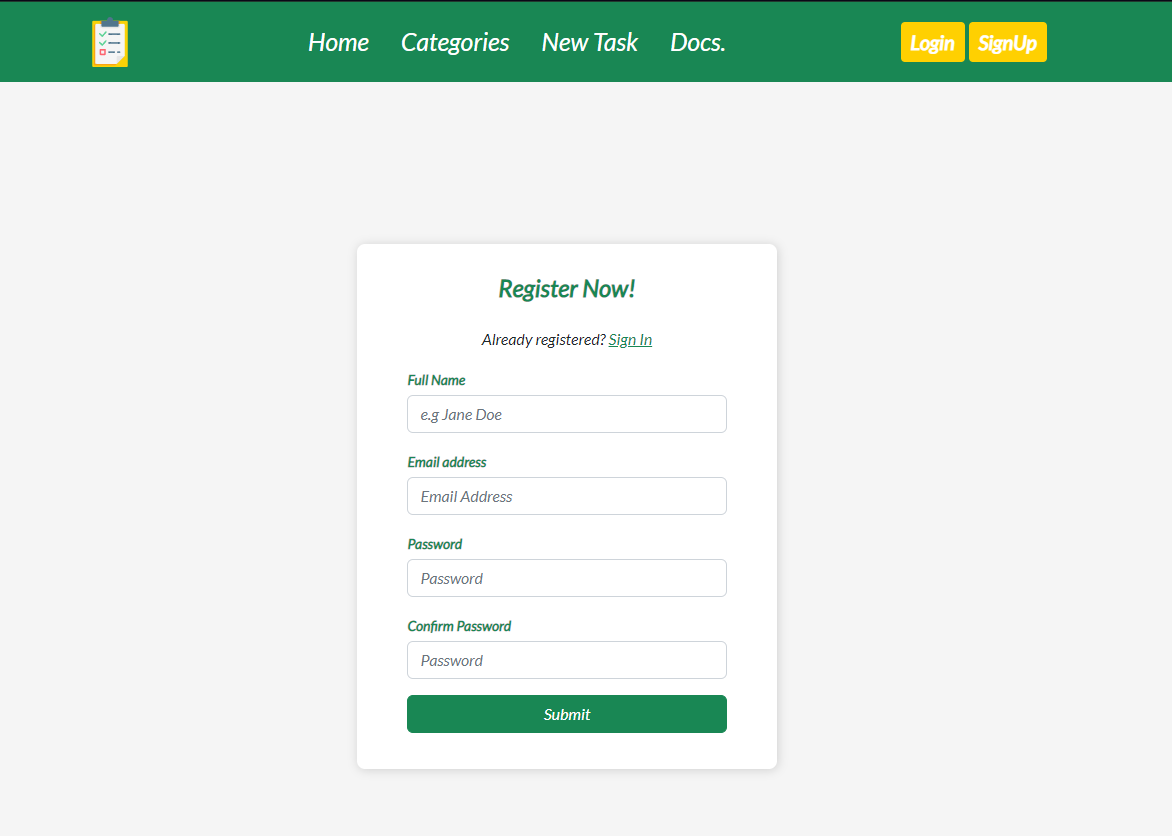 Home Categories New Task Docs. Login SignUp
Register Now!
Already registered? Sign In
Full Name
e.g Jane Doe
Email address
Email Address
Password
Password
Confirm Password
Password
Submit